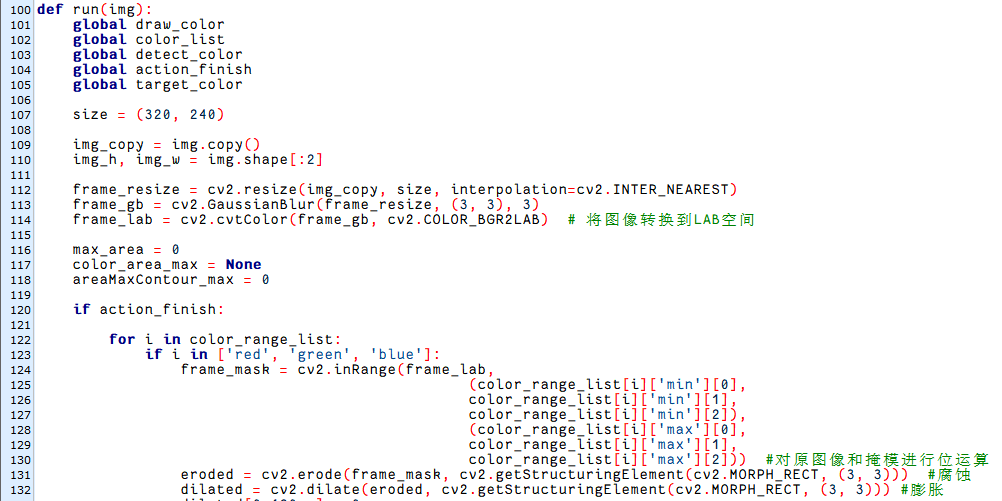 100 def run(img):
101     global draw_color
102     global color_list
103     global detect_color
104     global action_finish
105     global target_color
106
107     size = (320, 240)
108
109     img_copy = img.copy()
110     img_h, img_w = img.shape[:2]
111
112     frame_resize = cv2.resize(img_copy, size, interpolation=cv2.INTER_NEAREST)
113     frame_gb = cv2.GaussianBlur(frame_resize, (3, 3), 3)
114     frame_lab = cv2.cvtColor(frame_gb, cv2.COLOR_BGR2LAB)  # 将图像转换到LAB空间
115
116     max_area = 0
117     color_area_max = None
118     areaMaxContour_max = 0
119
120     if action_finish:
121
122         for i in color_range_list:
123             if i in ['red', 'green', 'blue']:
124                 frame_mask = cv2.inRange(frame_lab,
125                                                 (color_range_list[i]['min'][0],
126                                                 color_range_list[i]['min'][1],
127                                                 color_range_list[i]['min'][2]),
128                                                 (color_range_list[i]['max'][0],
129                                                 color_range_list[i]['max'][1],
130                                                 color_range_list[i]['max'][2]))  #对原图像和掩模进行位运算
131                 eroded = cv2.erode(frame_mask, cv2.getStructuringElement(cv2.MORPH_RECT, (3, 3)))  #腐蚀
132                 dilated = cv2.dilate(eroded, cv2.getStructuringElement(cv2.MORPH_RECT, (3, 3))) #膨胀